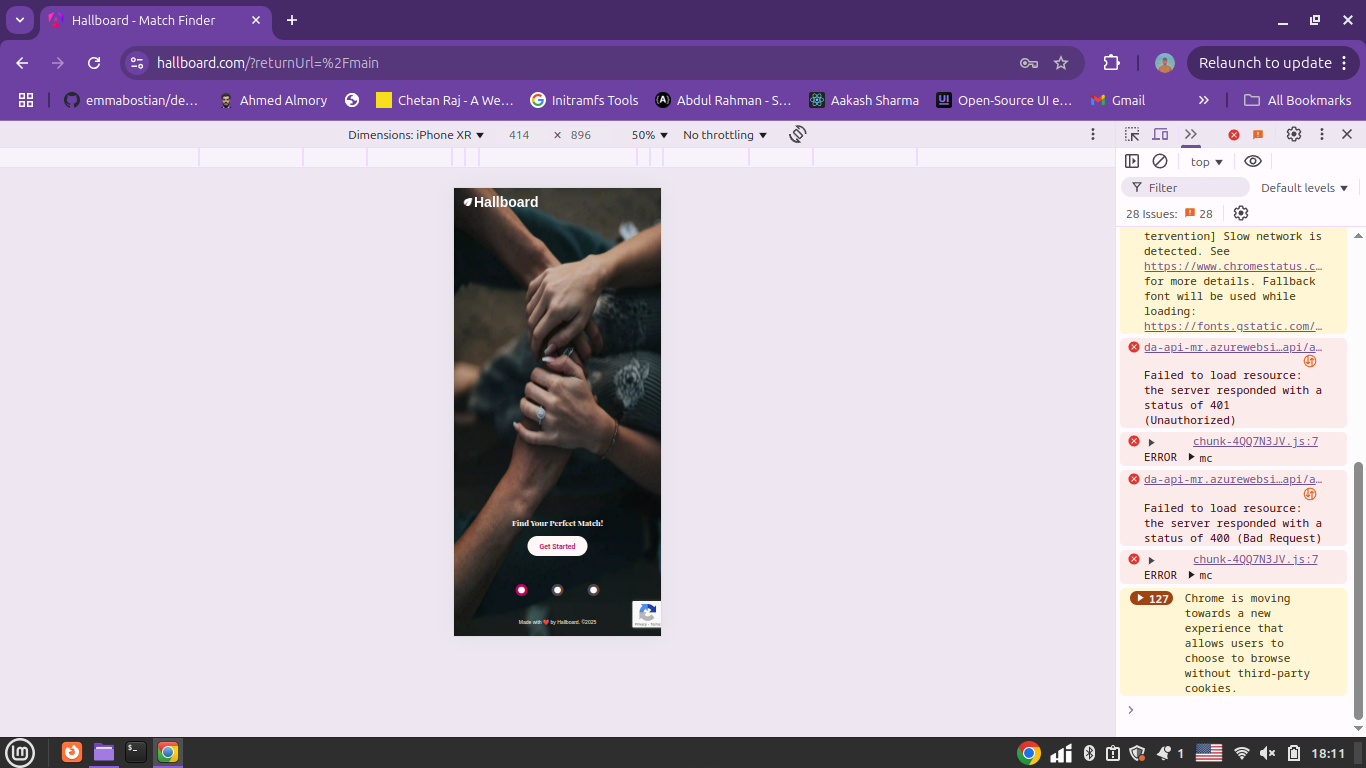 Hallboard - Match Finder
hallboard.com/?returnUrl=%2Fmain
Relaunch to update
emmabostian/de...
Ahmed Almory
Chetan Raj - A We...
Initramfs Tools
Abdul Rahman - S...
Aakash Sharma
Open-Source UI e...
Gmail
All Bookmarks
Dimensions: iPhone XR
414
×
896
50%
No throttling
top
Filter
Default levels
28 Issues:
28
Hallboard
Find Your Perfect Match!
Get Started
Made with ❤️ by Hallboard. ©2025
tervention] Slow network is
detected. See
https://www.chromestatus.c…
for more details. Fallback
font will be used while
loading:
https://fonts.gstatic.com/…
da-api-mr.azurewebsi…api/a…
Failed to load resource:
the server responded with a
status of 401
(Unauthorized)
chunk-4QQ7N3JV.js:7
ERROR ▶ mc
da-api-mr.azurewebsi…api/a…
Failed to load resource:
the server responded with a
status of 400 (Bad Request)
chunk-4QQ7N3JV.js:7
ERROR ▶ mc
127
Chrome is moving
towards a new
experience that
allows users to
choose to browse
without third-party
cookies.
1
18:11